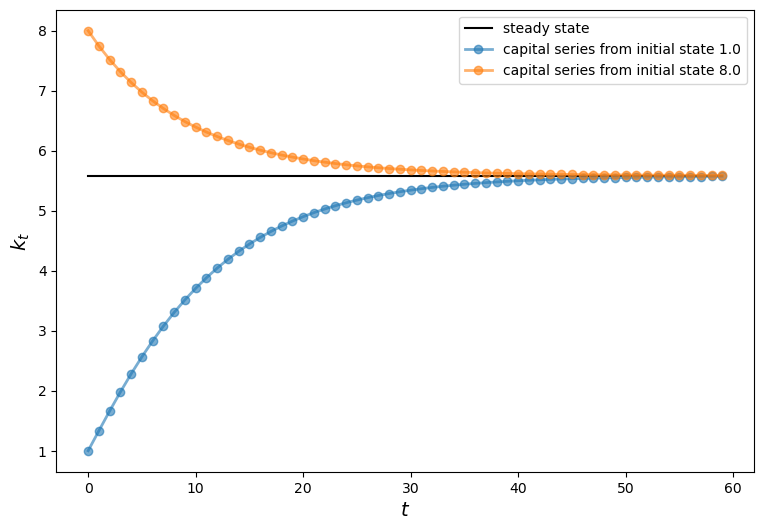 steady state
capital series from initial state 1.0
capital series from initial state 8.0
8
7
6
5
4
3
2
1
k_t
0 10 20 30 40 50 60
t